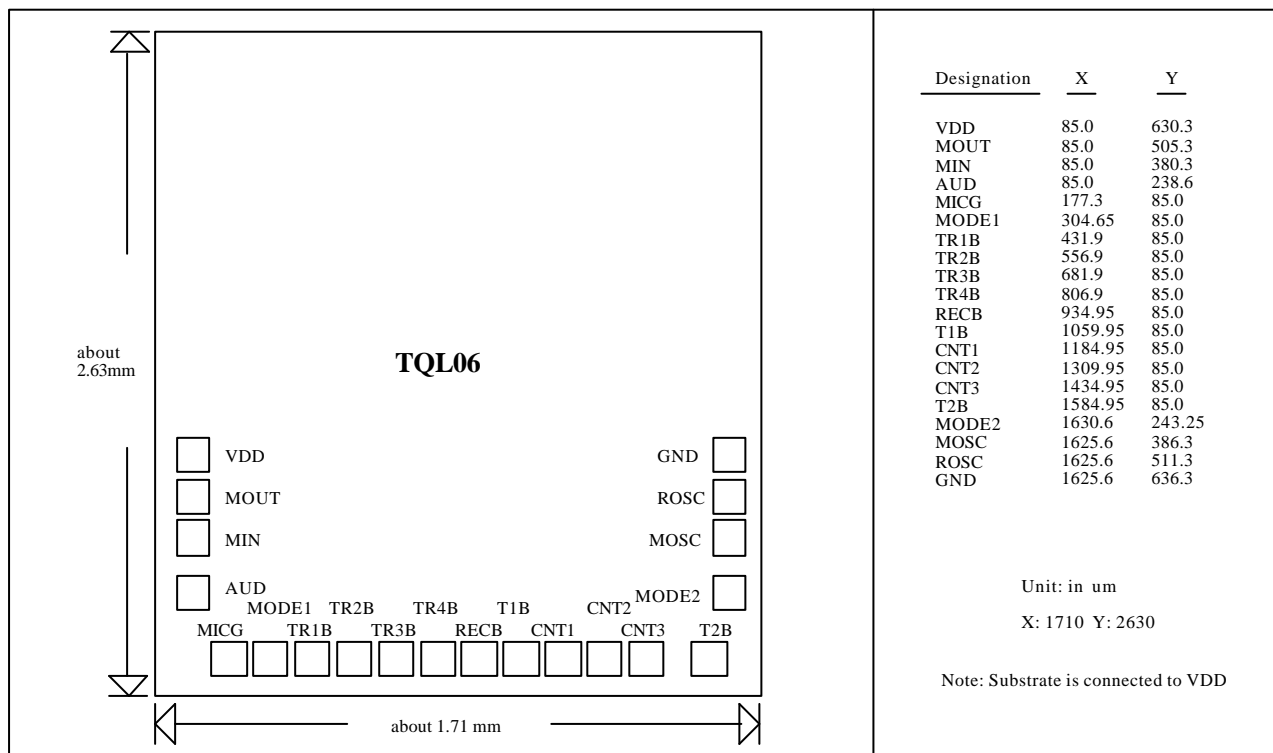 about
2.63mm
TQL06
VDD
MOUT
MIN
AUD
GND
ROSC
MOSC
MODE2
MODE1 TR2B TR4B T1B CNT2
MICG TR1B TR3B RECB CNT1 CNT3 T2B
about 1.71 mm
Designation X Y
VDD 85.0 630.3
MOUT 85.0 505.3
MIN 85.0 380.3
AUD 85.0 238.6
MICG 177.3 85.0
MODE1 304.65 85.0
TR1B 431.9 85.0
TR2B 556.9 85.0
TR3B 681.9 85.0
TR4B 806.9 85.0
RECB 934.95 85.0
T1B 1059.95 85.0
CNT1 1184.95 85.0
CNT2 1309.95 85.0
CNT3 1434.95 85.0
T2B 1584.95 85.0
MODE2 1630.6 243.25
MOSC 1625.6 386.3
ROSC 1625.6 511.3
GND 1625.6 636.3
Unit: in um
X: 1710 Y: 2630
Note: Substrate is connected to VDD